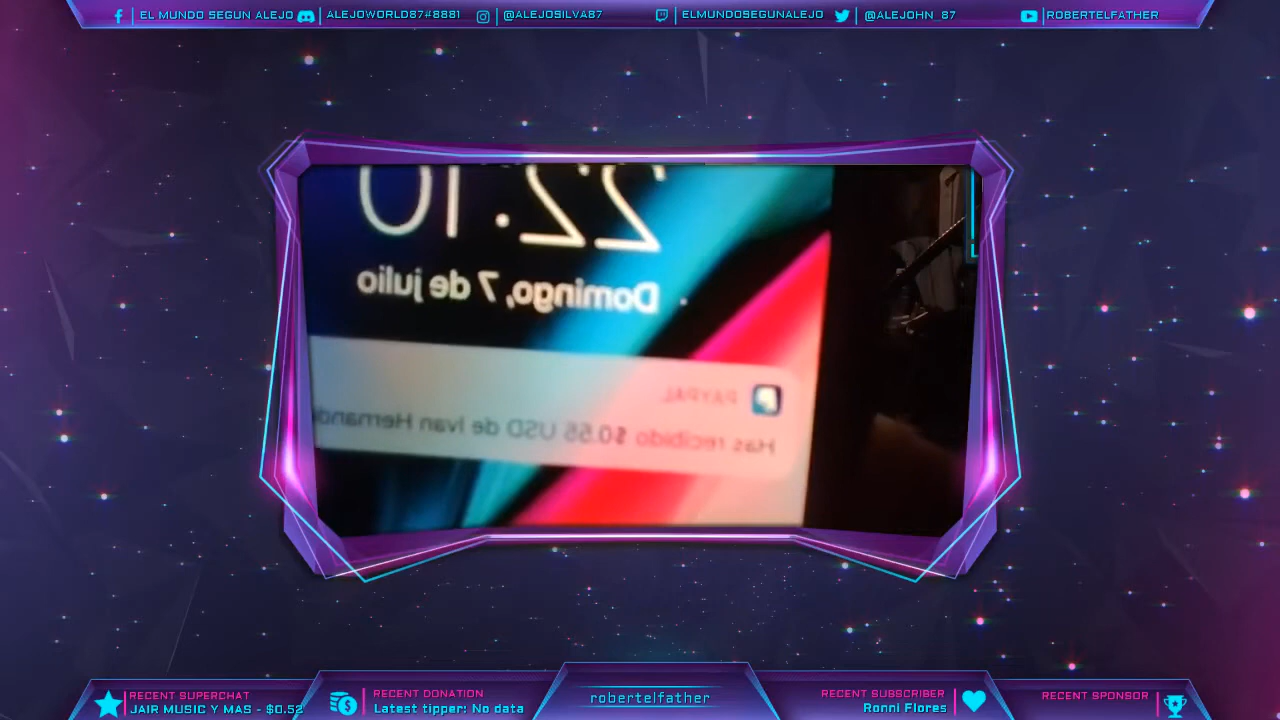 EL MUNDO SEGUN ALEJO ALEJOWORLD87#8881 @ALEJOSILVA87 ELMUNDOSEGUNALEJO @ALEJOHN_87 ROBERTELFATHER
22:10
Domingo, 7 de julio
PAYPAL
Has recibido $0.55 USD de Ivan
RECENT SUPERCHAT
JAIR MUSIC Y MAS - $0.52
RECENT DONATION
Latest tipper: No data
robertelfather
RECENT SUBSCRIBER
Ronni Flores
RECENT SPONSOR